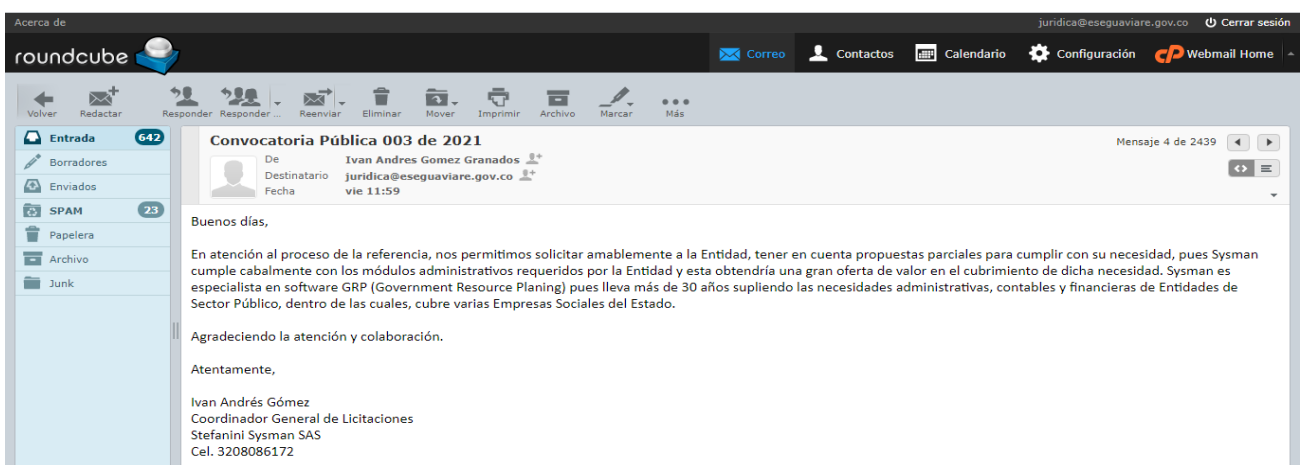 Acerca de juridica@eseguaviare.gov.co Cerrar sesión
roundcube Correo Contactos Calendario Configuración cP Webmail Home
Volver Redactar Responder Responder ... Reenviar Eliminar Mover Imprimir Archivo Marcar Más
Entrada 642
Borradores
Enviados
SPAM 23
Papelera
Archivo
Junk
Convocatoria Pública 003 de 2021 Mensaje 4 de 2439
De Ivan Andres Gomez Granados
Destinatario juridica@eseguaviare.gov.co
Fecha vie 11:59
Buenos días,
En atención al proceso de la referencia, nos permitimos solicitar amablemente a la Entidad, tener en cuenta propuestas parciales para cumplir con su necesidad, pues Sysman
cumple cabalmente con los módulos administrativos requeridos por la Entidad y esta obtendría una gran oferta de valor en el cubrimiento de dicha necesidad. Sysman es
especialista en software GRP (Government Resource Planing) pues lleva más de 30 años supliendo las necesidades administrativas, contables y financieras de Entidades de
Sector Público, dentro de las cuales, cubre varias Empresas Sociales del Estado.
Agradeciendo la atención y colaboración.
Atentamente,
Ivan Andrés Gómez
Coordinador General de Licitaciones
Stefanini Sysman SAS
Cel. 3208086172